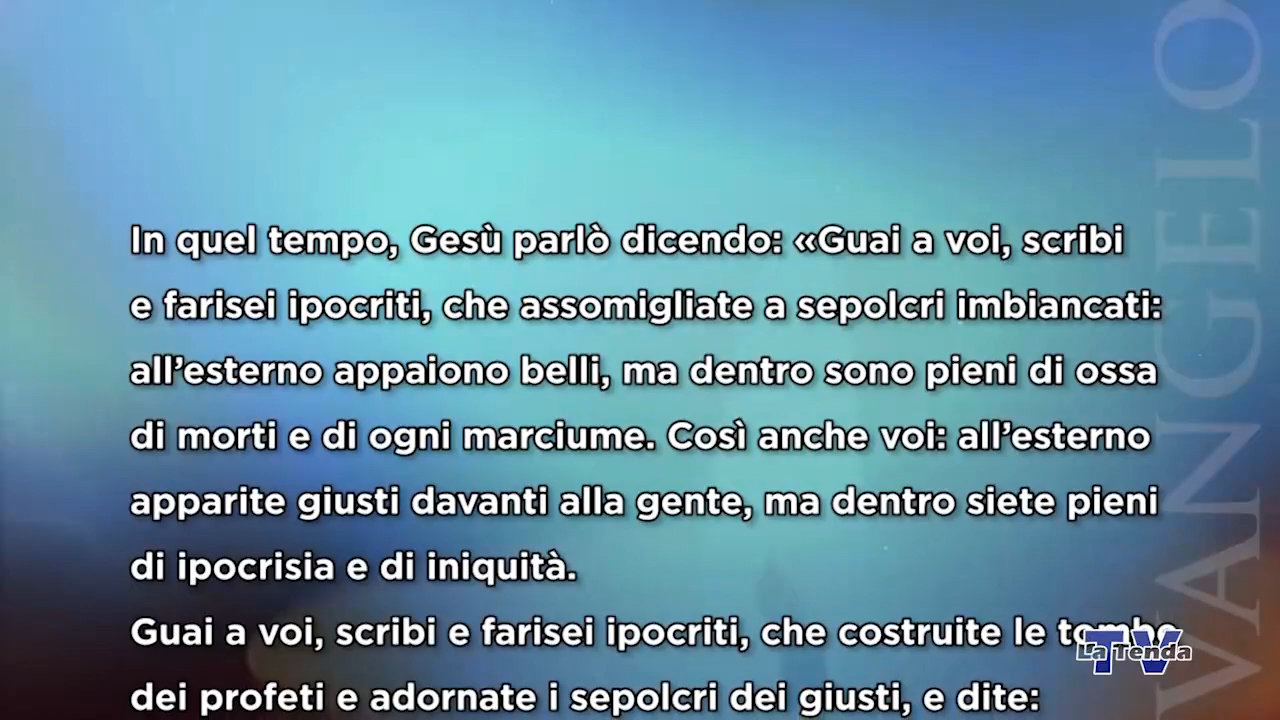 In quel tempo, Gesù parlò dicendo: «Guai a voi, scribi
e farisei ipocriti, che assomigliate a sepolcri imbiancati:
all’esterno appaiono belli, ma dentro sono pieni di ossa
di morti e di ogni marciume. Così anche voi: all’esterno
apparite giusti davanti alla gente, ma dentro siete pieni
di ipocrisia e di iniquità.
Guai a voi, scribi e farisei ipocriti, che costruite le tombe
dei profeti e adornate i sepolcri dei giusti, e dite:
VANGELO
TV
La Tenda